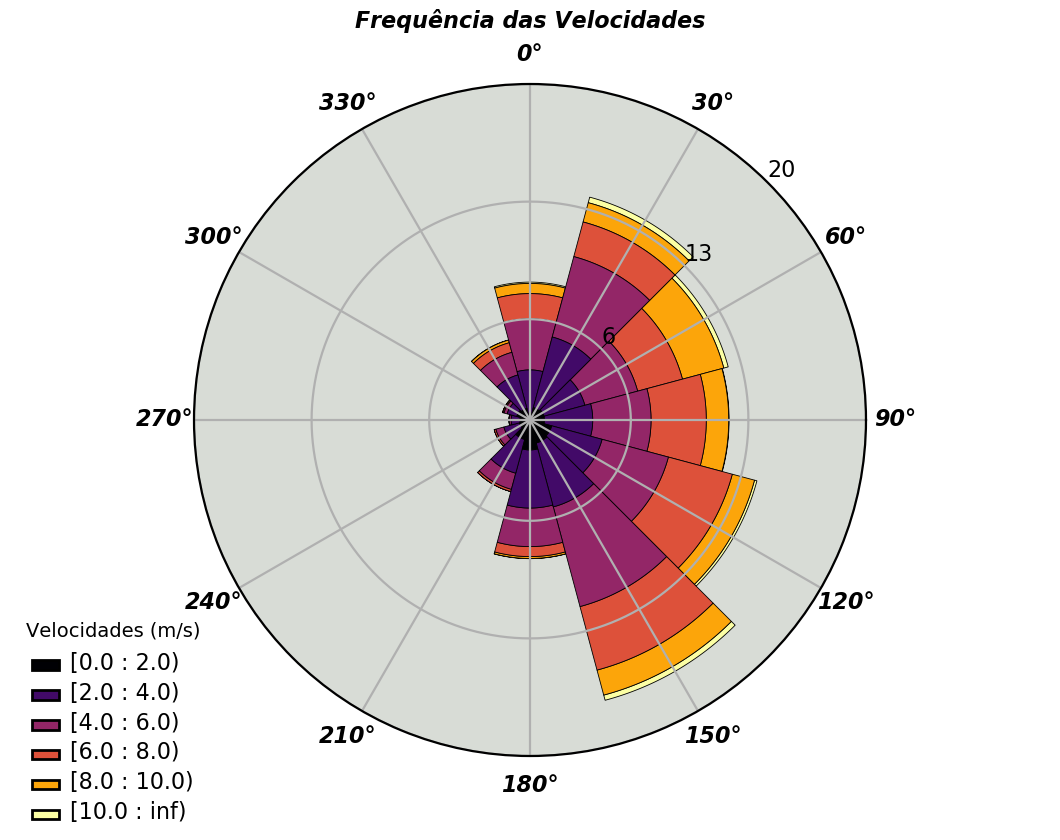 Frequência das Velocidades
0°
330°
30°
20
300°
60°
13
6
270°
90°
240°
120°
210°
150°
180°
Velocidades (m/s)
[0.0 : 2.0)
[2.0 : 4.0)
[4.0 : 6.0)
[6.0 : 8.0)
[8.0 : 10.0)
[10.0 : inf)